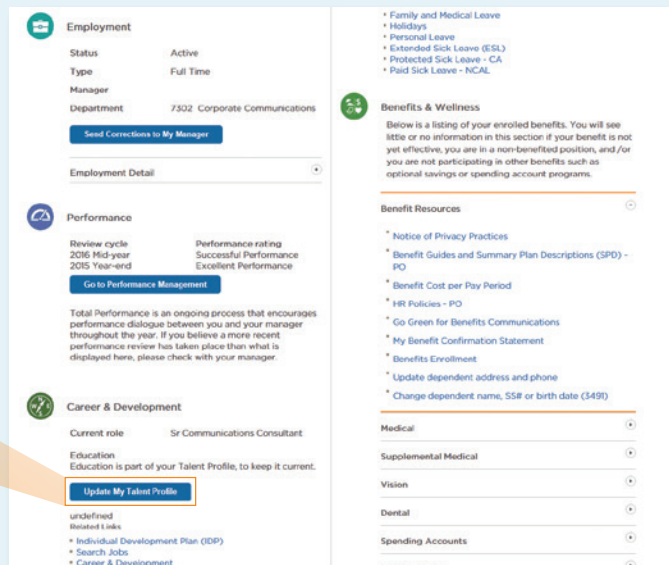 Employment
Status Active
Type Full Time
Manager
Department 7302 Corporate Communications
Send Corrections to My Manager
Employment Detail
Performance
Review cycle Performance rating
2016 Mid-year Successful Performance
2015 Year-end Excellent Performance
Go to Performance Management
Total Performance is an ongoing process that encourages
performance dialogue between you and your manager
throughout the year. If you believe a more recent
performance review has taken place than what is
displayed here, please check with your manager.
Career & Development
Current role Sr Communications Consultant
Education
Education is part of your Talent Profile, to keep it current.
Update My Talent Profile
undefined
Related Links
• Individual Development Plan (IDP)
• Search Jobs
• Career & Development
• Family and Medical Leave
• Holidays
• Personal Leave
• Extended Sick Leave (ESL)
• Protected Sick Leave - CA
• Paid Sick Leave - NCAL
Benefits & Wellness
Below is a listing of your enrolled benefits. You will see
little or no information in this section if your benefit is not
yet effective, you are in a non-benefited position, and /or
you are not participating in other benefits such as
optional savings or spending account programs.
Benefit Resources
• Notice of Privacy Practices
• Benefit Guides and Summary Plan Descriptions (SPD) -
PO
• Benefit Cost per Pay Period
• HR Policies - PO
• Go Green for Benefits Communications
• My Benefit Confirmation Statement
• Benefits Enrollment
• Update dependent address and phone
• Change dependent name, SS# or birth date (3491)
Medical
Supplemental Medical
Vision
Dental
Spending Accounts